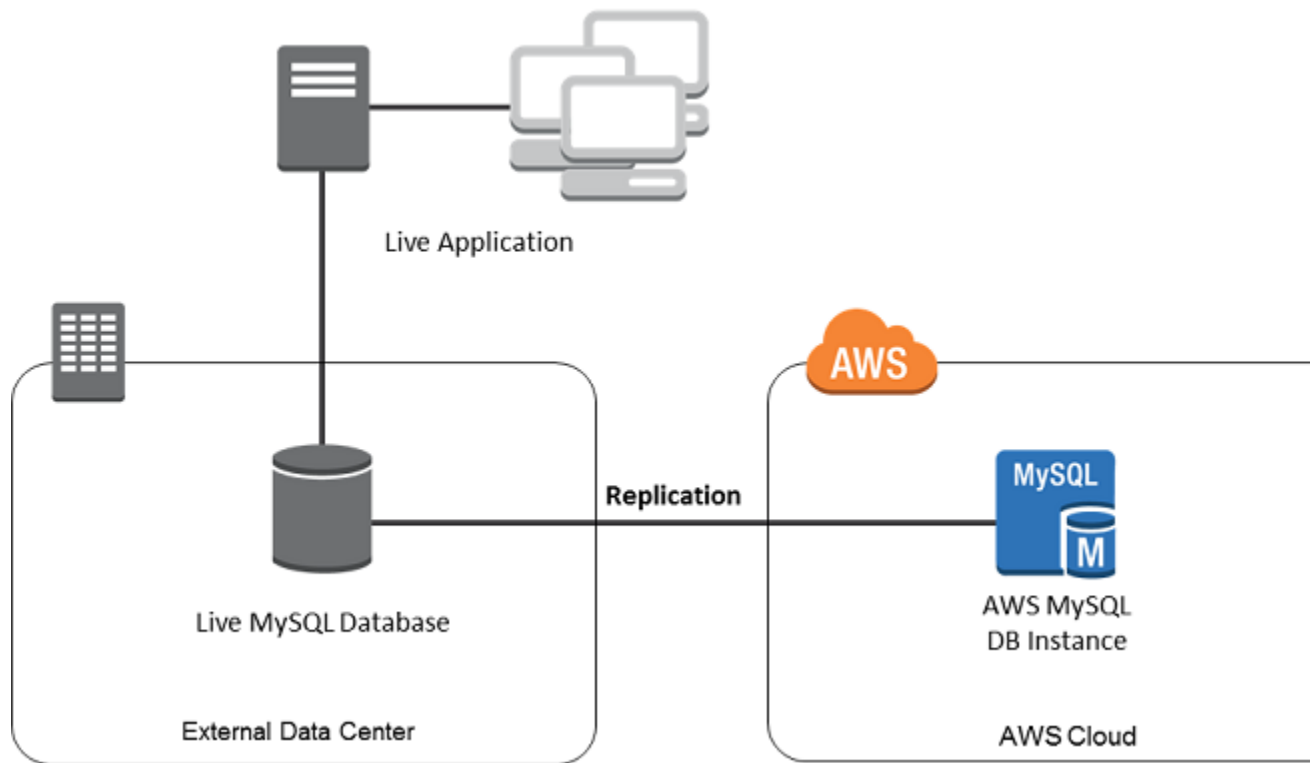 Live Application
AWS
Replication
MySQL
M
Live MySQL Database
AWS MySQL
DB Instance
External Data Center
AWS Cloud